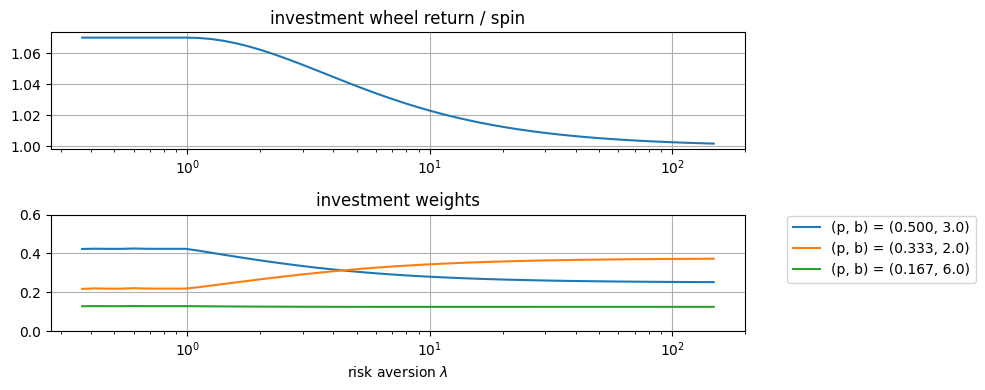 investment wheel return / spin
1.06
1.04
1.02
1.00
10⁰ 10¹ 10²
investment weights
0.6
0.4
0.2
0.0
10⁰ 10¹ 10²
risk aversion λ
(p, b) = (0.500, 3.0)
(p, b) = (0.333, 2.0)
(p, b) = (0.167, 6.0)